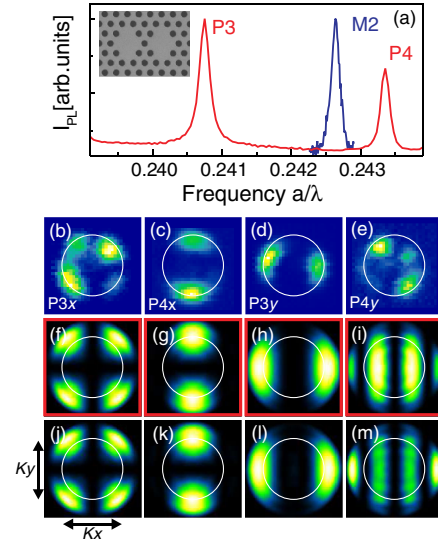 (a)
P3
M2
P4
I_PL[arb.units]
0.240 0.241 0.242 0.243
Frequency a/λ
(b) (c) (d) (e)
P3x P4x P3y P4y
(f) (g) (h) (i)
(j) (k) (l) (m)
Ky
Kx